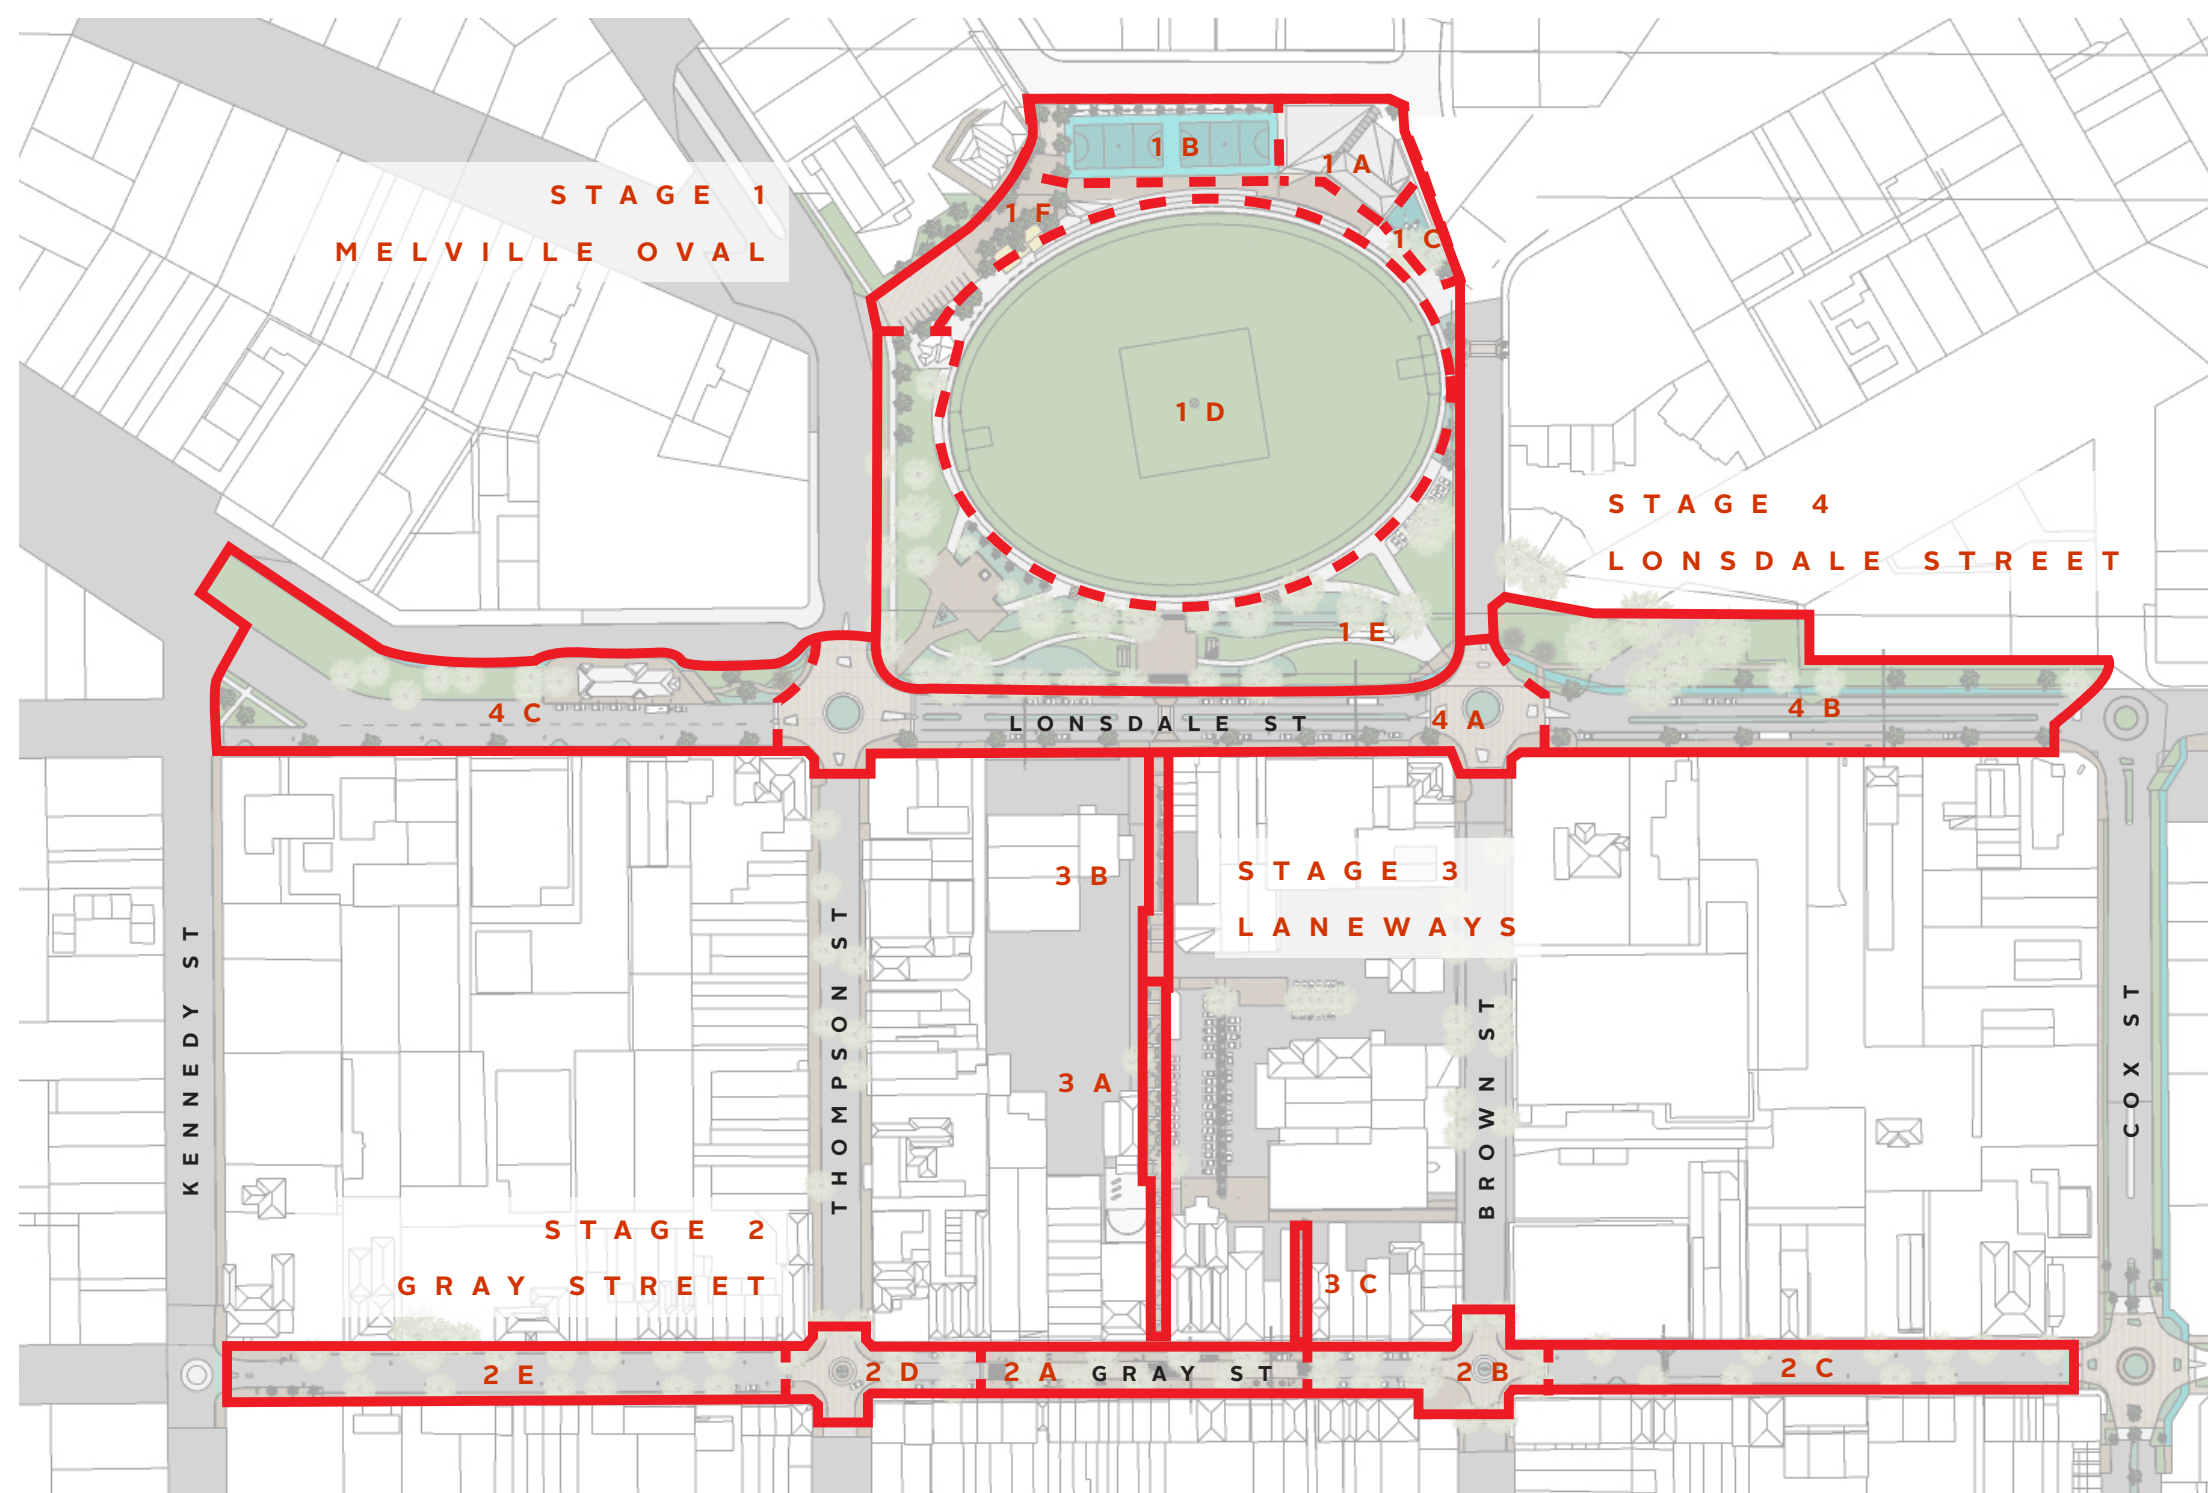 STAGE 1
MELVILLE OVAL
1 B
1 A
1 F
1 C
1 D
1 E
STAGE 4
LONSDALE STREET
4 C
LONSDALE ST
4 A
4 B
3 B
STAGE 3
LANEWAYS
3 A
KENNEDY ST
THOMPSON ST
BROWN ST
COX ST
STAGE 2
GRAY STREET
3 C
2 E
2 D
2 A
GRAY ST
2 B
2 C